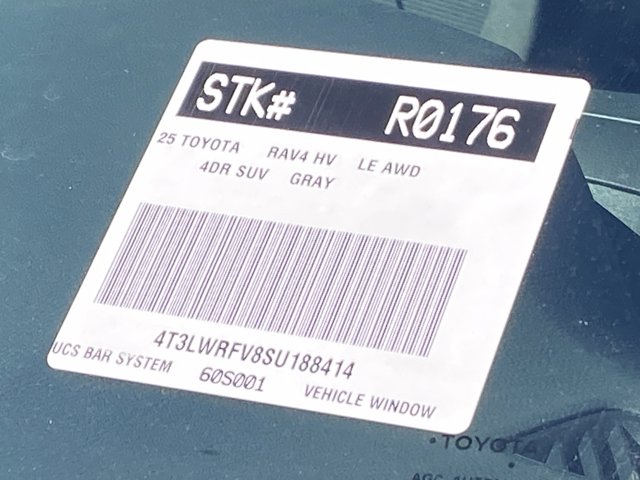 STK# R0176
25 TOYOTA RAV4 HV LE AWD
4DR SUV GRAY
4T3LWRFV8SU188414
UCS BAR SYSTEM 60S001 VEHICLE WINDOW
TOYOTA